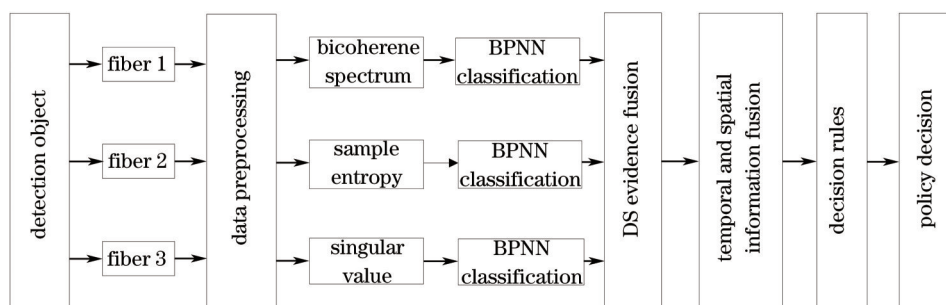 detection object
fiber 1
fiber 2
fiber 3
data preprocessing
bicoherene
spectrum
BPNN
classification
sample
entropy
BPNN
classification
singular
value
BPNN
classification
DS evidence fusion
temporal and spatial
information fusion
decision rules
policy decision